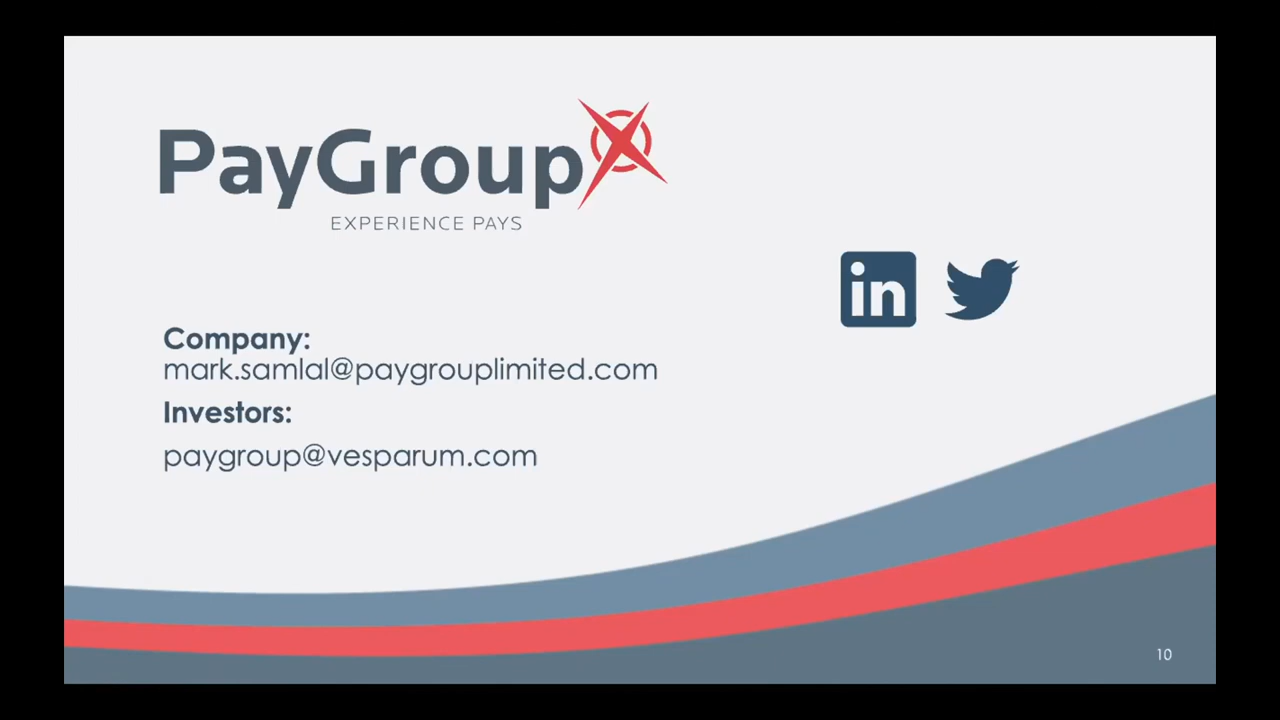 PayGroup
EXPERIENCE PAYS
in
Company:
mark.samlal@paygrouplimited.com
Investors:
paygroup@vesparum.com
10